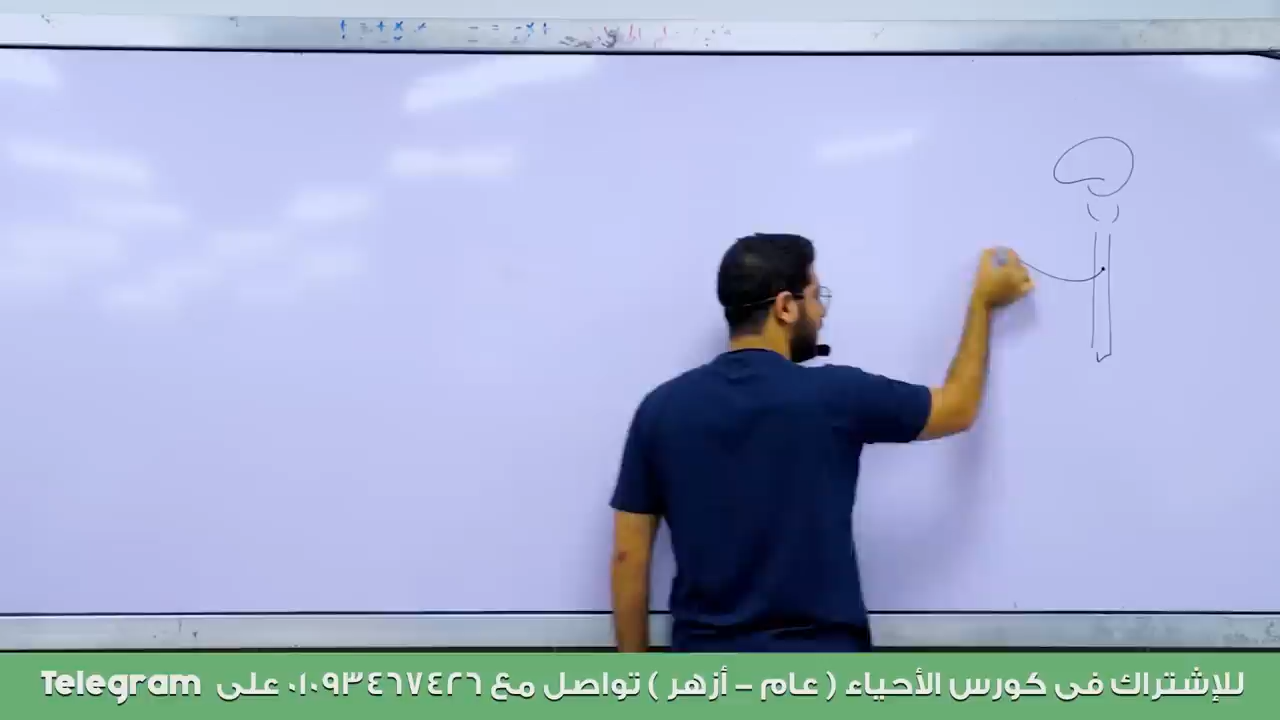 للإشتراك فى كورس الأحياء ( عام - أزهر ) تواصل مع ٠١٠٩٣٤٦٧٤٢٦ على Telegram